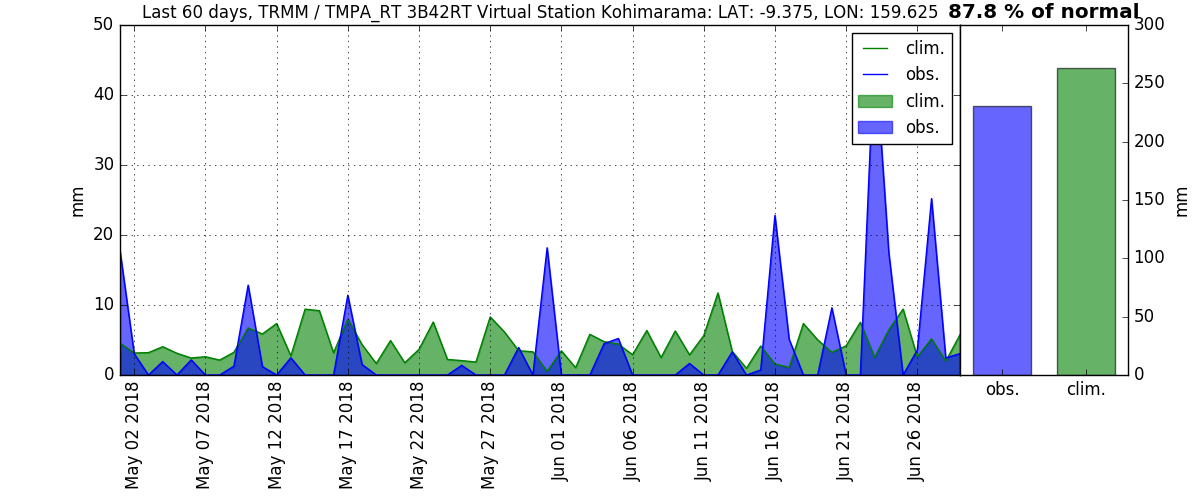 Last 60 days, TRMM / TMPA_RT 3B42RT Virtual Station Kohimarama: LAT: -9.375, LON: 159.625 87.8 % of normal
50
40
30
20
10
0
mm
clim.
obs.
clim.
obs.
300
250
200
150
100
50
0
mm
May 02 2018
May 07 2018
May 12 2018
May 17 2018
May 22 2018
May 27 2018
Jun 01 2018
Jun 06 2018
Jun 11 2018
Jun 16 2018
Jun 21 2018
Jun 26 2018
obs. clim.